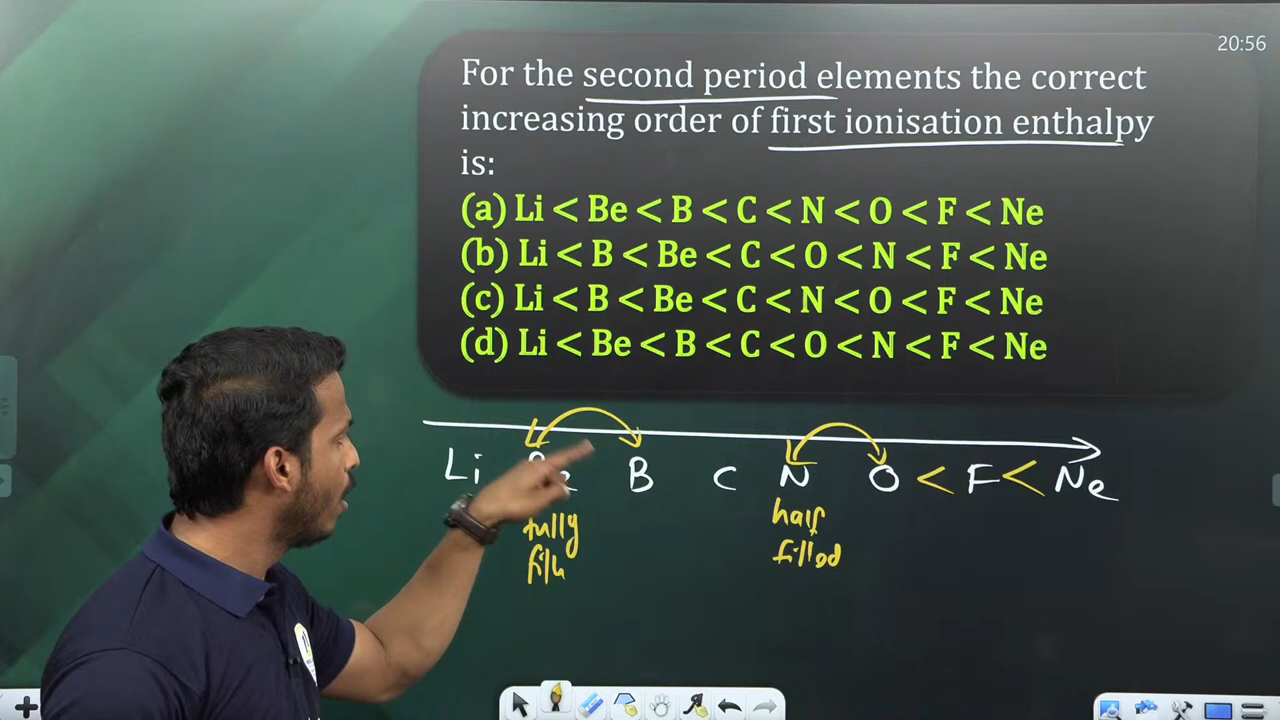 20:56
For the second period elements the correct
increasing order of first ionisation enthalpy
is:
(a) Li < Be < B < C < N < O < F < Ne
(b) Li < B < Be < C < O < N < F < Ne
(c) Li < B < Be < C < N < O < F < Ne
(d) Li < Be < B < C < O < N < F < Ne
Li B C N O < F < Ne
fully half
filled